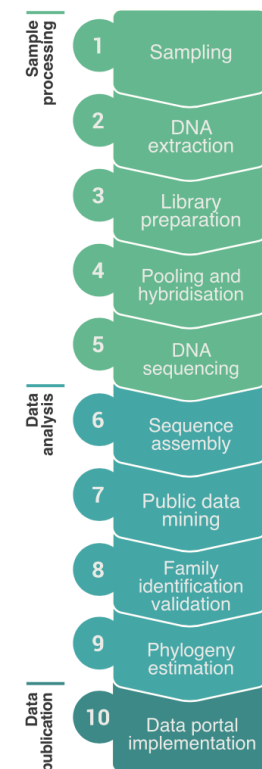 Sample
processing
1
Sampling
2
DNA
extraction
3
Library
preparation
4
Pooling and
hybridisation
5
DNA
sequencing
Data
analysis
6
Sequence
assembly
7
Public data
mining
8
Family
identification
validation
9
Phylogeny
estimation
Data
publication
10
Data portal
implementation